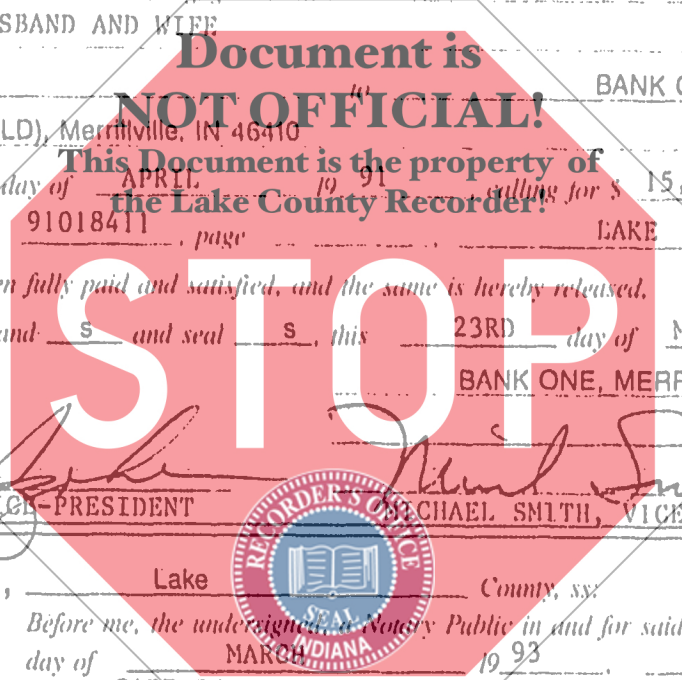 SBAND AND WIFE
Document is
to BANK
NOT OFFICIAL!
LD), Merrillville, IN 46410
This Document is the property of
day of APRIL 19 91 calling for $ 15
the Lake County Recorder!
91018411, page LAKE
n fully paid and satisfied, and the same is hereby released.
and s and seal s, this 23RD day of
STOP
BANK ONE, MERR
-PRESIDENT MICHAEL SMITH, VICE
RECORDER'S OFFICE
SEAL
INDIANA
, Lake County, ss:
Before me, the undersigned, a Notary Public in and for said
day of MARCH 19 93,